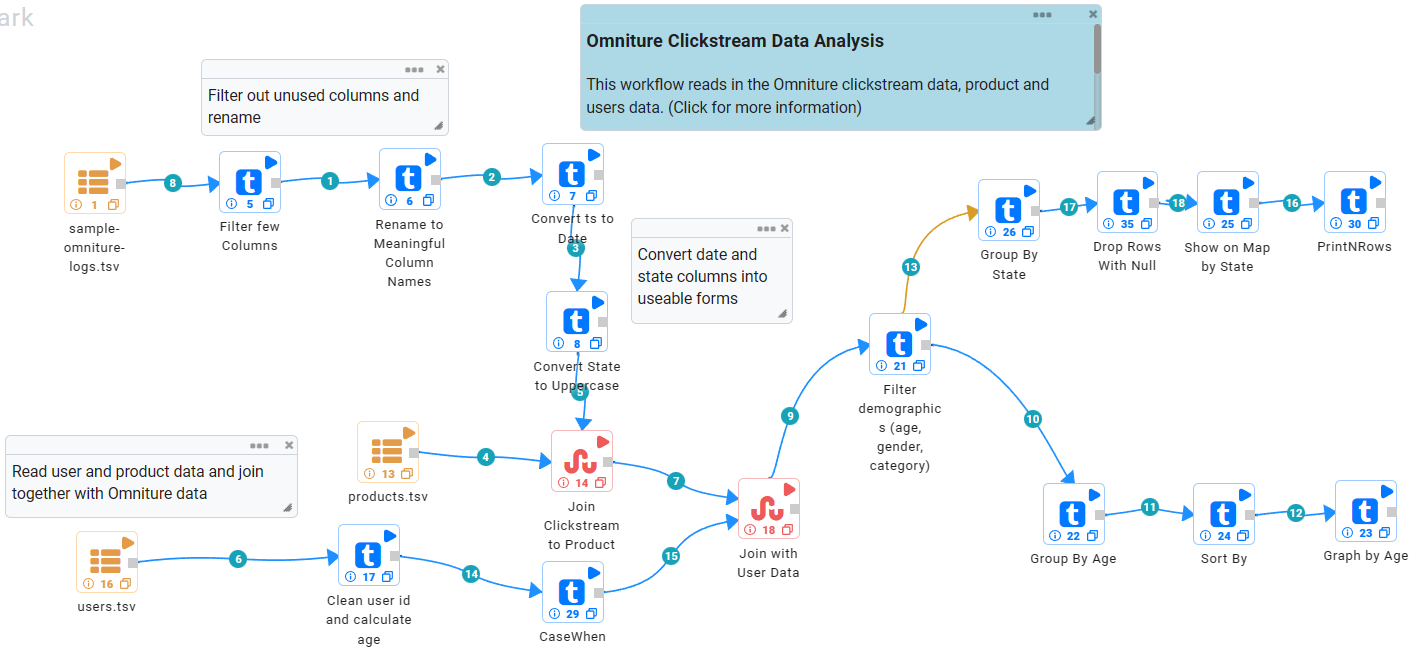 ark
Omniture Clickstream Data Analysis
This workflow reads in the Omniture clickstream data, product and
users data. (Click for more information)
Filter out unused columns and
rename
1
sample-
omniture-
logs.tsv
8
5
Filter few
Columns
1
6
Rename to
Meaningful
Column
Names
2
7
Convert ts to
Date
3
Convert date and
state columns into
useable forms
8
Convert State
to Uppercase
5
Read user and product data and join
together with Omniture data
13
products.tsv
4
14
Join
Clickstream
to Product
7
16
users.tsv
6
17
Clean user id
and calculate
age
14
29
CaseWhen
15
18
Join with
User Data
9
21
Filter
demographic
s (age,
gender,
category)
13
26
Group By
State
17
35
Drop Rows
With Null
18
25
Show on Map
by State
16
30
PrintNRows
10
22
Group By Age
11
24
Sort By
12
23
Graph by Age